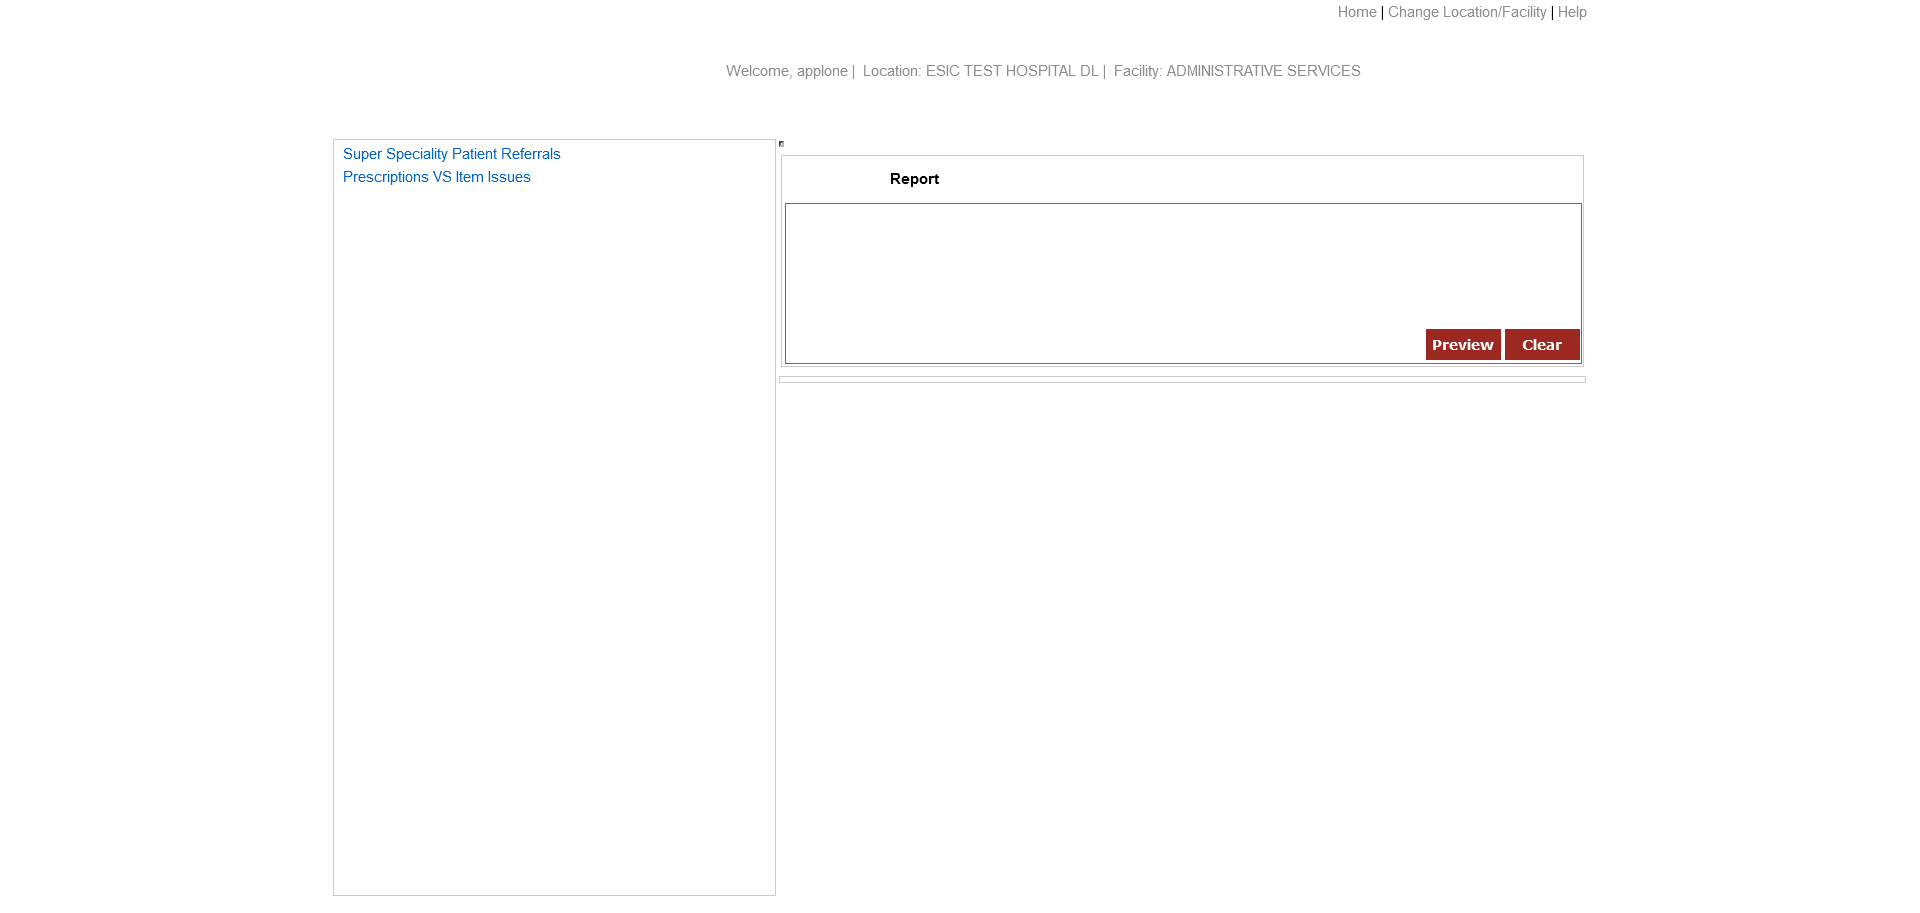 Home | Change Location/Facility | Help
Welcome, applone | Location: ESIC TEST HOSPITAL DL | Facility: ADMINISTRATIVE SERVICES
Super Speciality Patient Referrals
Prescriptions VS Item Issues
Report
Preview Clear